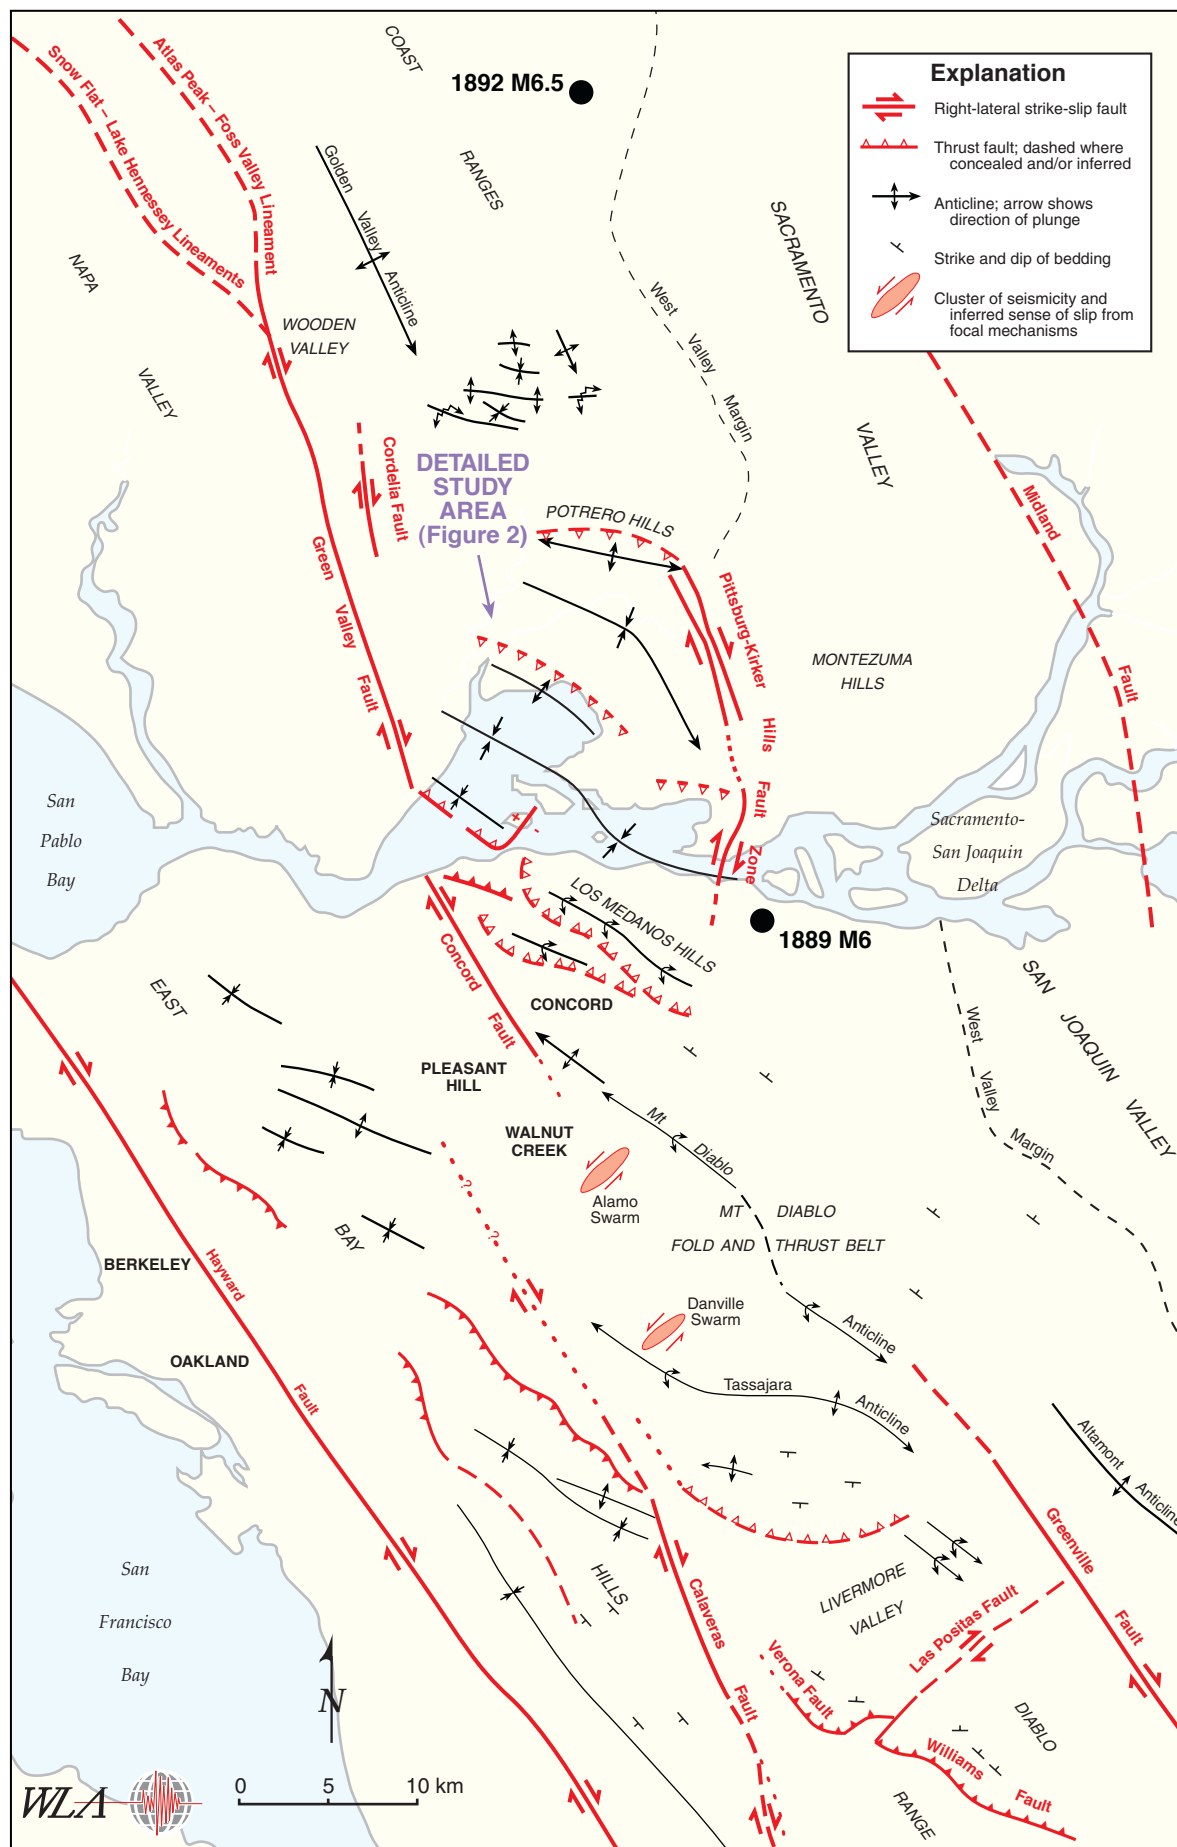 COAST
RANGES
1892 M6.5
Explanation
Right-lateral strike-slip fault
Thrust fault; dashed where
concealed and/or inferred
Anticline; arrow shows
direction of plunge
Strike and dip of bedding
Cluster of seismicity and
inferred sense of slip from
focal mechanisms
Snow Flat – Lake Hennessey Lineaments
Atlas Peak – Foss Valley Lineament
Golden Valley Anticline
NAPA
VALLEY
WOODEN
VALLEY
West Valley Margin
SACRAMENTO
VALLEY
Cordelia Fault
DETAILED
STUDY
AREA
(Figure 2)
POTRERO HILLS
Green Valley Fault
Pittsburg-Kirker Hills Fault Zone
Midland Fault
MONTEZUMA
HILLS
San
Pablo
Bay
Sacramento-
San Joaquin
Delta
+
-
LOS MEDANOS HILLS
1889 M6
Concord Fault
CONCORD
EAST
BAY
HILLS
SAN JOAQUIN VALLEY
West Valley Margin
PLEASANT
HILL
WALNUT
CREEK
Mt Diablo
Anticline
Alamo
Swarm
MT DIABLO
FOLD AND THRUST BELT
?
?
BERKELEY
Hayward Fault
OAKLAND
Danville
Swarm
Tassajara Anticline
Altamont Anticline
Greenville Fault
San
Francisco
Bay
Calaveras Fault
LIVERMORE
VALLEY
Las Positas Fault
Verona Fault
Williams Fault
DIABLO
RANGE
N
WLA
0 5 10 km